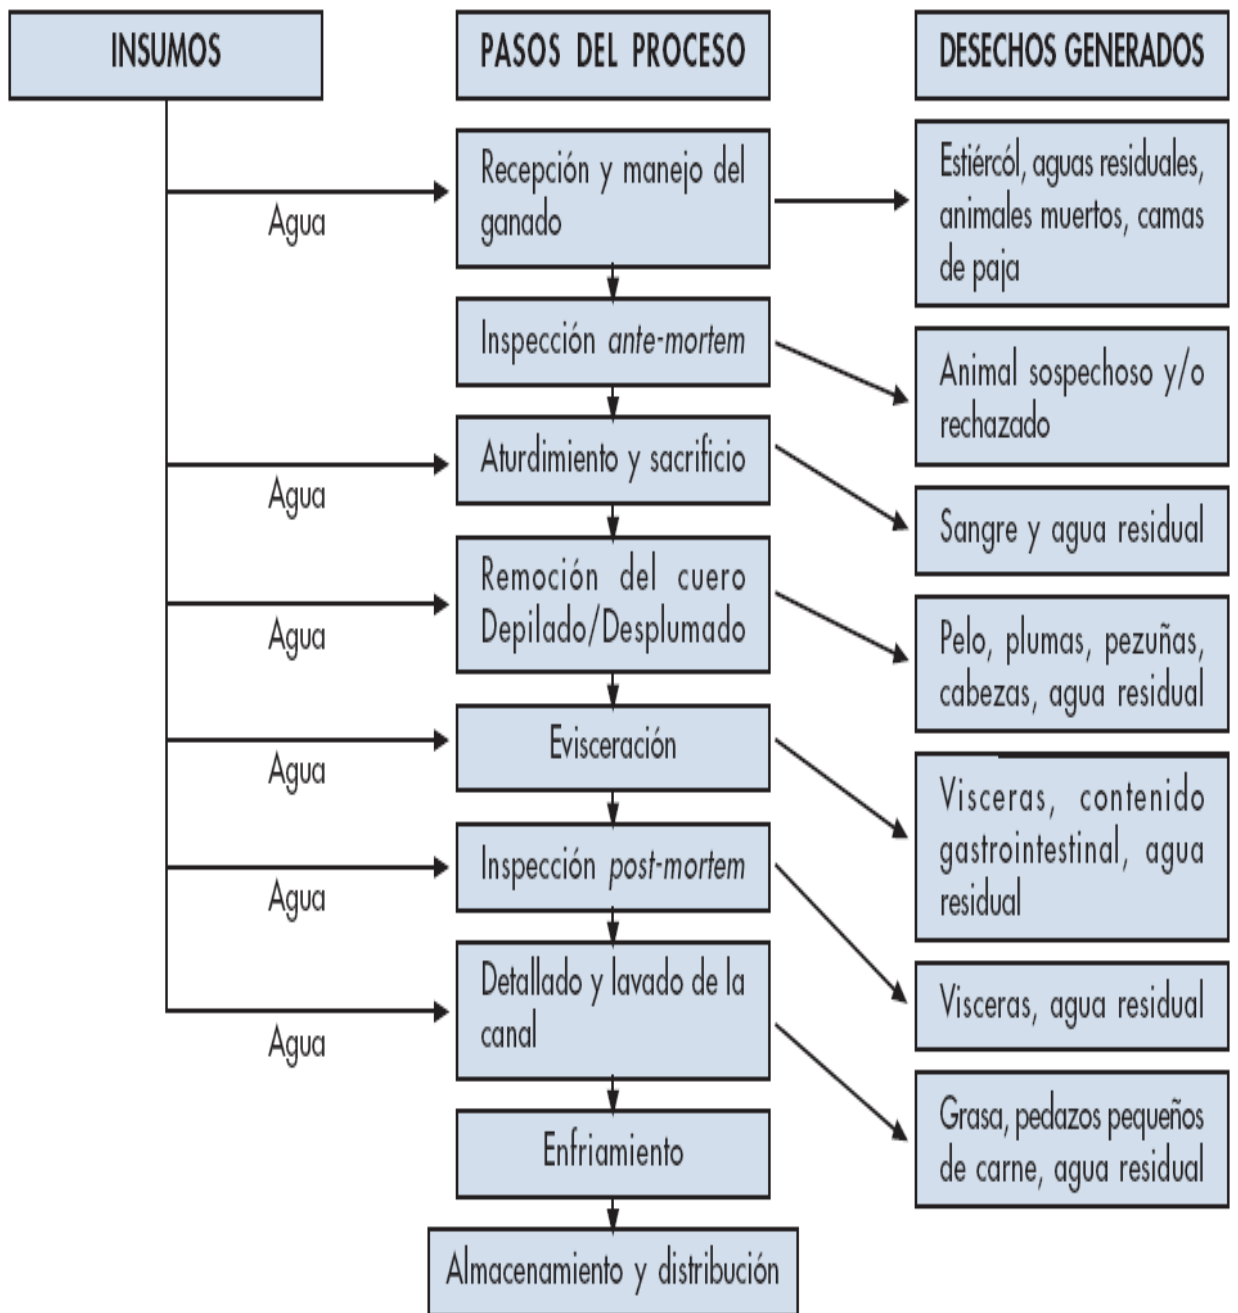 INSUMOS
PASOS DEL PROCESO
DESECHOS GENERADOS
Agua
Recepción y manejo del
ganado
Estiércól, aguas residuales,
animales muertos, camas
de paja
Inspección ante-mortem
Animal sospechoso y/o
rechazado
Agua
Aturdimiento y sacrificio
Sangre y agua residual
Agua
Remoción del cuero
Depilado/Desplumado
Pelo, plumas, pezuñas,
cabezas, agua residual
Agua
Evisceración
Visceras, contenido
gastrointestinal, agua
residual
Agua
Inspección post-mortem
Visceras, agua residual
Agua
Detallado y lavado de la
canal
Grasa, pedazos pequeños
de carne, agua residual
Enfriamiento
Almacenamiento y distribución